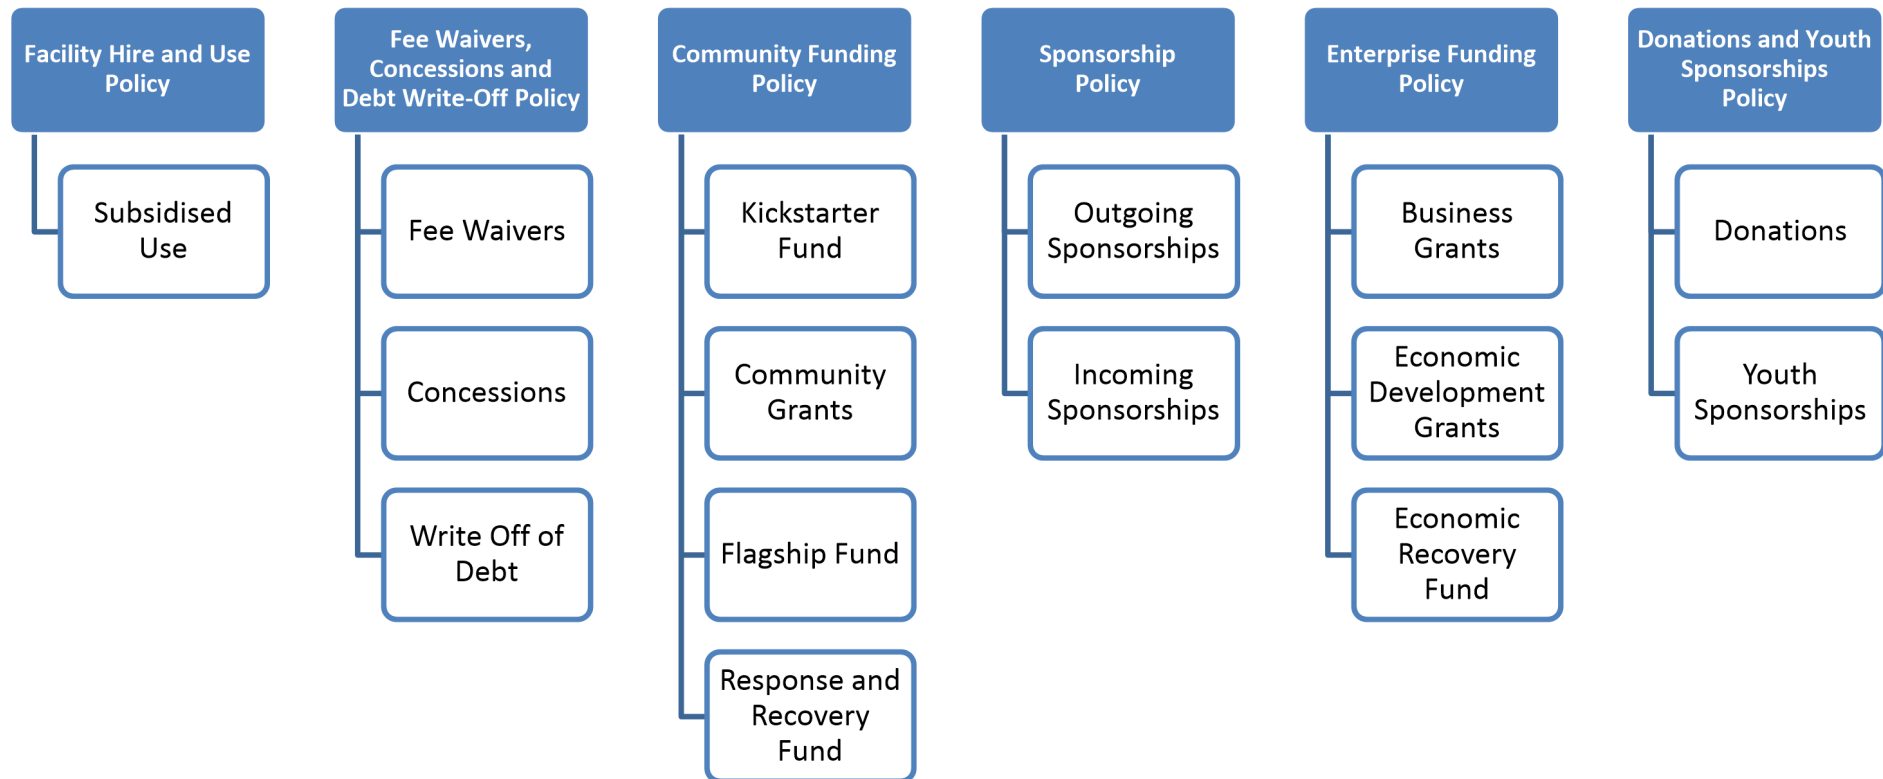 Facility Hire and Use
Policy
Subsidised
Use
Fee Waivers,
Concessions and
Debt Write-Off Policy
Fee Waivers
Concessions
Write Off of
Debt
Community Funding
Policy
Kickstarter
Fund
Community
Grants
Flagship Fund
Response and
Recovery
Fund
Sponsorship
Policy
Outgoing
Sponsorships
Incoming
Sponsorships
Enterprise Funding
Policy
Business
Grants
Economic
Development
Grants
Economic
Recovery
Fund
Donations and Youth
Sponsorships
Policy
Donations
Youth
Sponsorships